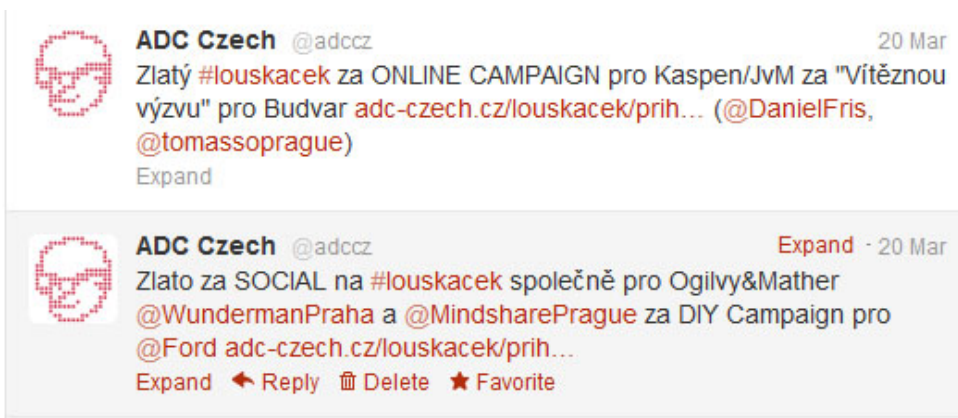 ADC Czech @adccz 20 Mar
Zlatý #louskacek za ONLINE CAMPAIGN pro Kaspen/JvM za "Vítěznou
výzvu" pro Budvar adc-czech.cz/louskacek/prih… (@DanielFris,
@tomassoprague)
Expand
ADC Czech @adccz Expand · 20 Mar
Zlato za SOCIAL na #louskacek společně pro Ogilvy&Mather
@WundermanPraha a @MindsharePrague za DIY Campaign pro
@Ford adc-czech.cz/louskacek/prih…
Expand Reply Delete Favorite